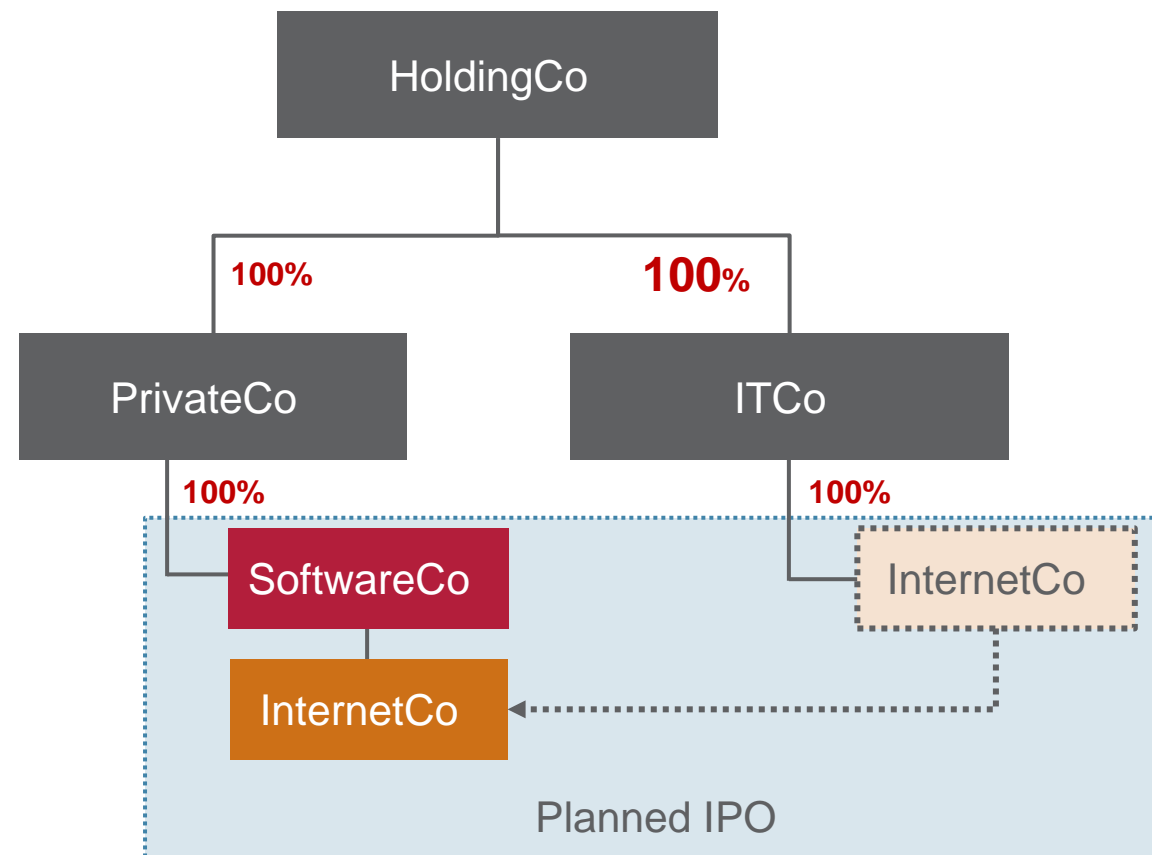 HoldingCo
100%
100%
PrivateCo
ITCo
100%
100%
SoftwareCo
InternetCo
InternetCo
Planned IPO